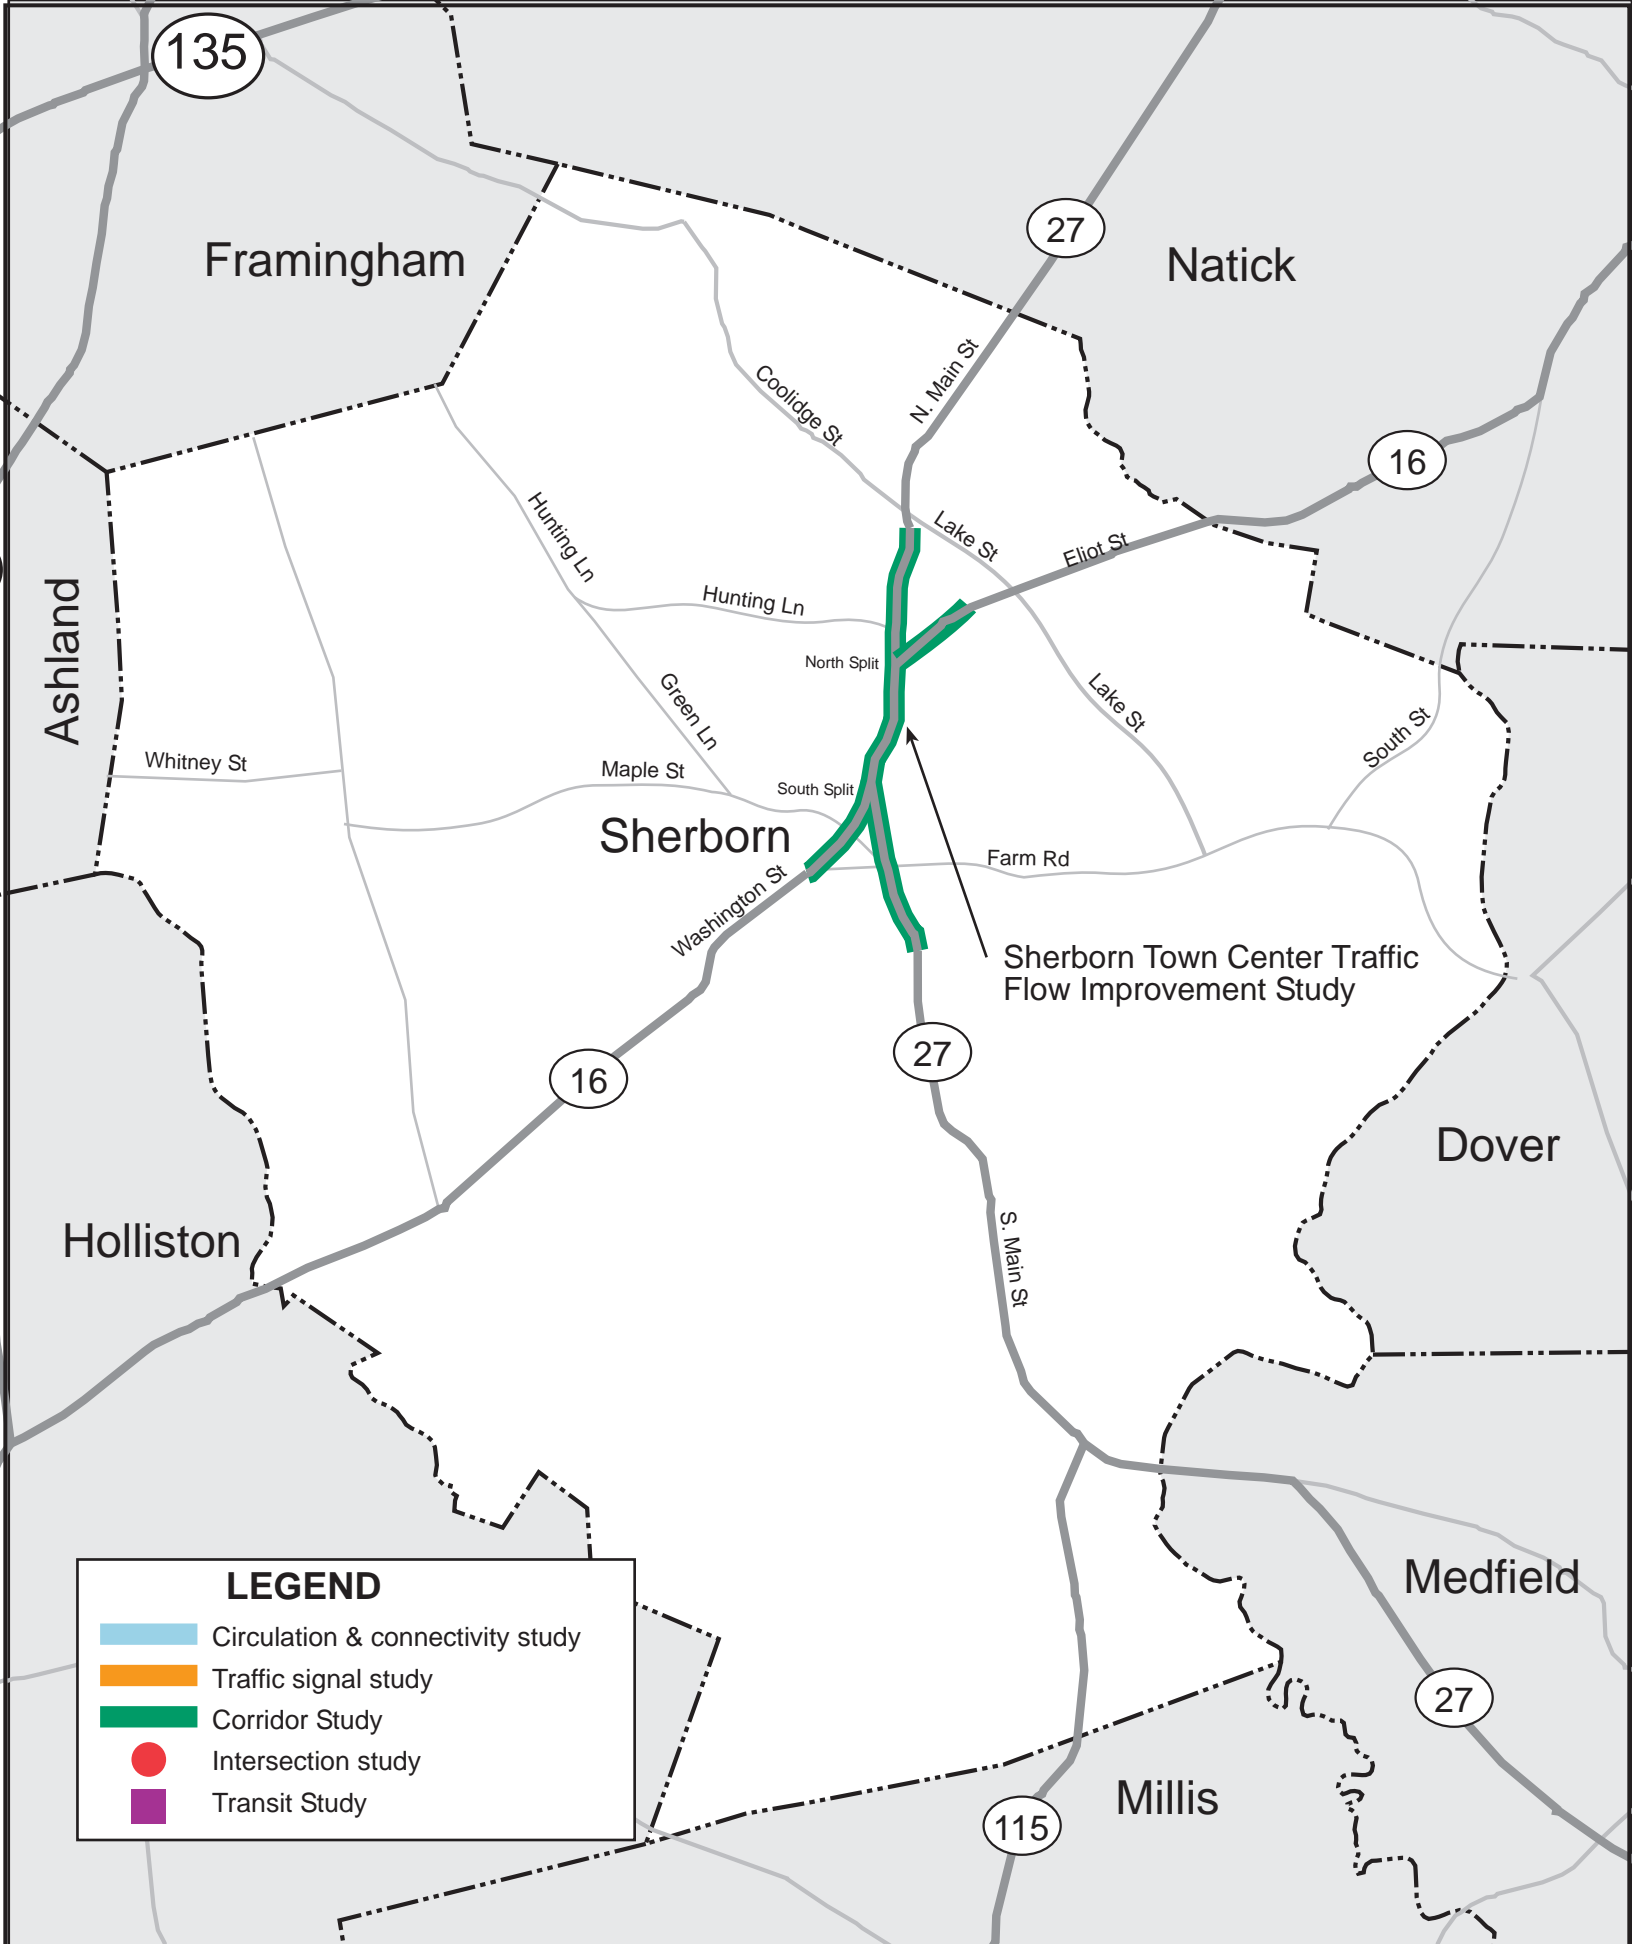 135
Framingham
27
Natick
N. Main St
Coolidge St
16
Hunting Ln
Lake St
Eliot St
Ashland
Hunting Ln
North Split
Green Ln
Lake St
South St
Whitney St
Maple St
South Split
Sherborn
Farm Rd
Washington St
Sherborn Town Center Traffic
Flow Improvement Study
27
16
Dover
Holliston
S. Main St
Medfield
LEGEND
Circulation & connectivity study
Traffic signal study
Corridor Study
Intersection study
Transit Study
27
Millis
115